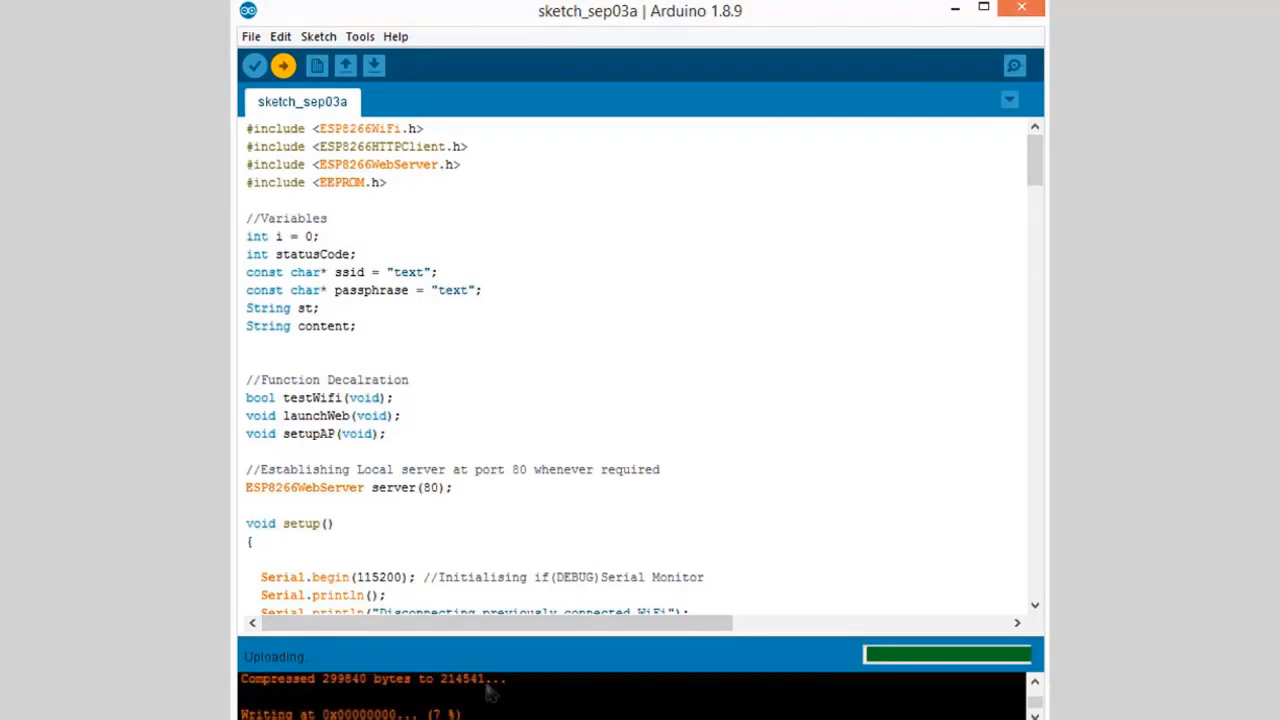 sketch_sep03a | Arduino 1.8.9
File Edit Sketch Tools Help
sketch_sep03a
#include <ESP8266WiFi.h>
#include <ESP8266HTTPClient.h>
#include <ESP8266WebServer.h>
#include <EEPROM.h>
//Variables
int i = 0;
int statusCode;
const char* ssid = "text";
const char* passphrase = "text";
String st;
String content;
//Function Decalration
bool testWifi(void);
void launchWeb(void);
void setupAP(void);
//Establishing Local server at port 80 whenever required
ESP8266WebServer server(80);
void setup()
{
Serial.begin(115200); //Initialising if(DEBUG)Serial Monitor
Serial.println();
Serial.println("Disconnecting previously connected WiFi");
Uploading...
Compressed 299840 bytes to 214541...
Writing at 0x00000000... (7 %)